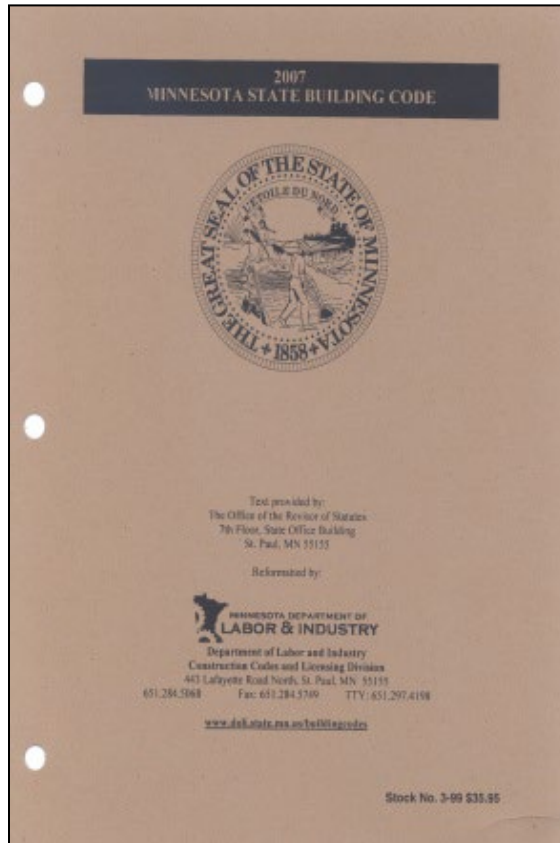 2007
MINNESOTA STATE BUILDING CODE
THE GREAT SEAL OF THE STATE OF MINNESOTA
L'ETOILE DU NORD
1858
Text provided by:
The Office of the Revisor of Statutes
7th Floor, State Office Building
St. Paul, MN 55155
Reformatted by:
MINNESOTA DEPARTMENT OF
LABOR & INDUSTRY
Department of Labor and Industry
Construction Codes and Licensing Division
443 Lafayette Road North, St. Paul, MN 55155
651.284.5068 Fax: 651.284.5749 TTY: 651.297.4198
www.doli.state.mn.us/buildingcodes
Stock No. 3-99 $35.95